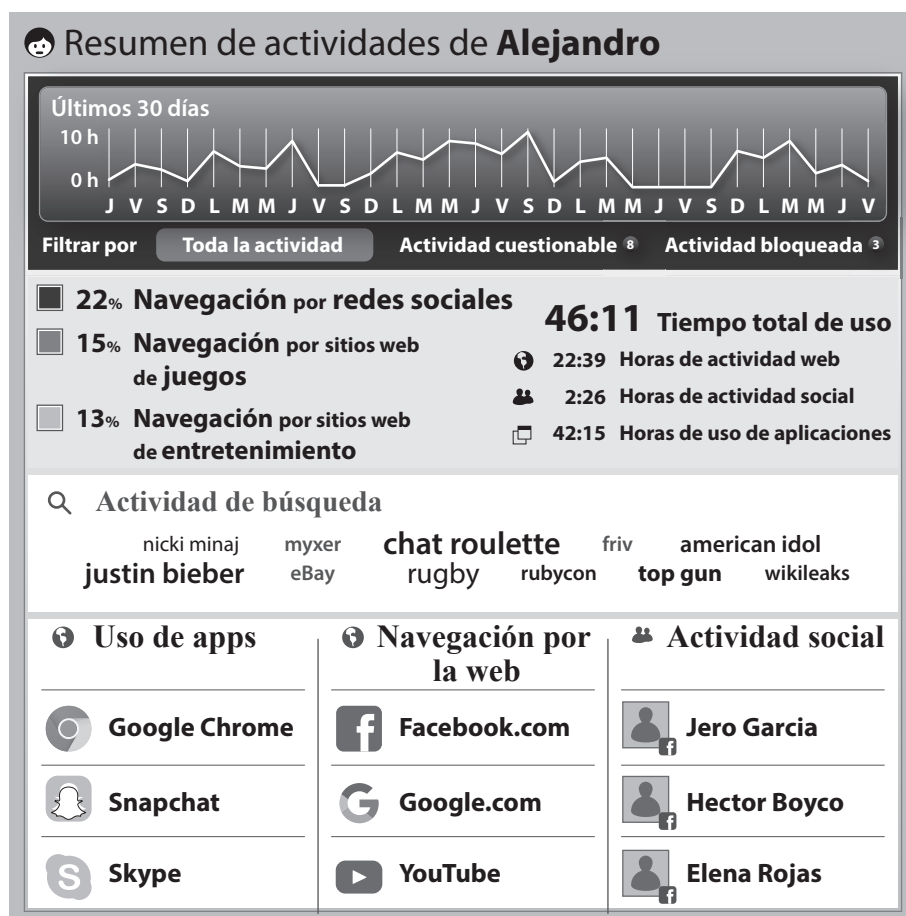 Resumen de actividades de Alejandro
Últimos 30 días
10 h
0 h
J V S D L M M J V S D L M M J V S D L M M J V S D L M M J V
Filtrar por Toda la actividad Actividad cuestionable 8 Actividad bloqueada 3
22% Navegación por redes sociales
15% Navegación por sitios web
de juegos
13% Navegación por sitios web
de entretenimiento
46:11 Tiempo total de uso
22:39 Horas de actividad web
2:26 Horas de actividad social
42:15 Horas de uso de aplicaciones
Actividad de búsqueda
nicki minaj myxer chat roulette friv american idol
justin bieber eBay rugby rubycon top gun wikileaks
Uso de apps
Google Chrome
Snapchat
Skype
Navegación por
la web
Facebook.com
Google.com
YouTube
Actividad social
Jero Garcia
Hector Boyco
Elena Rojas